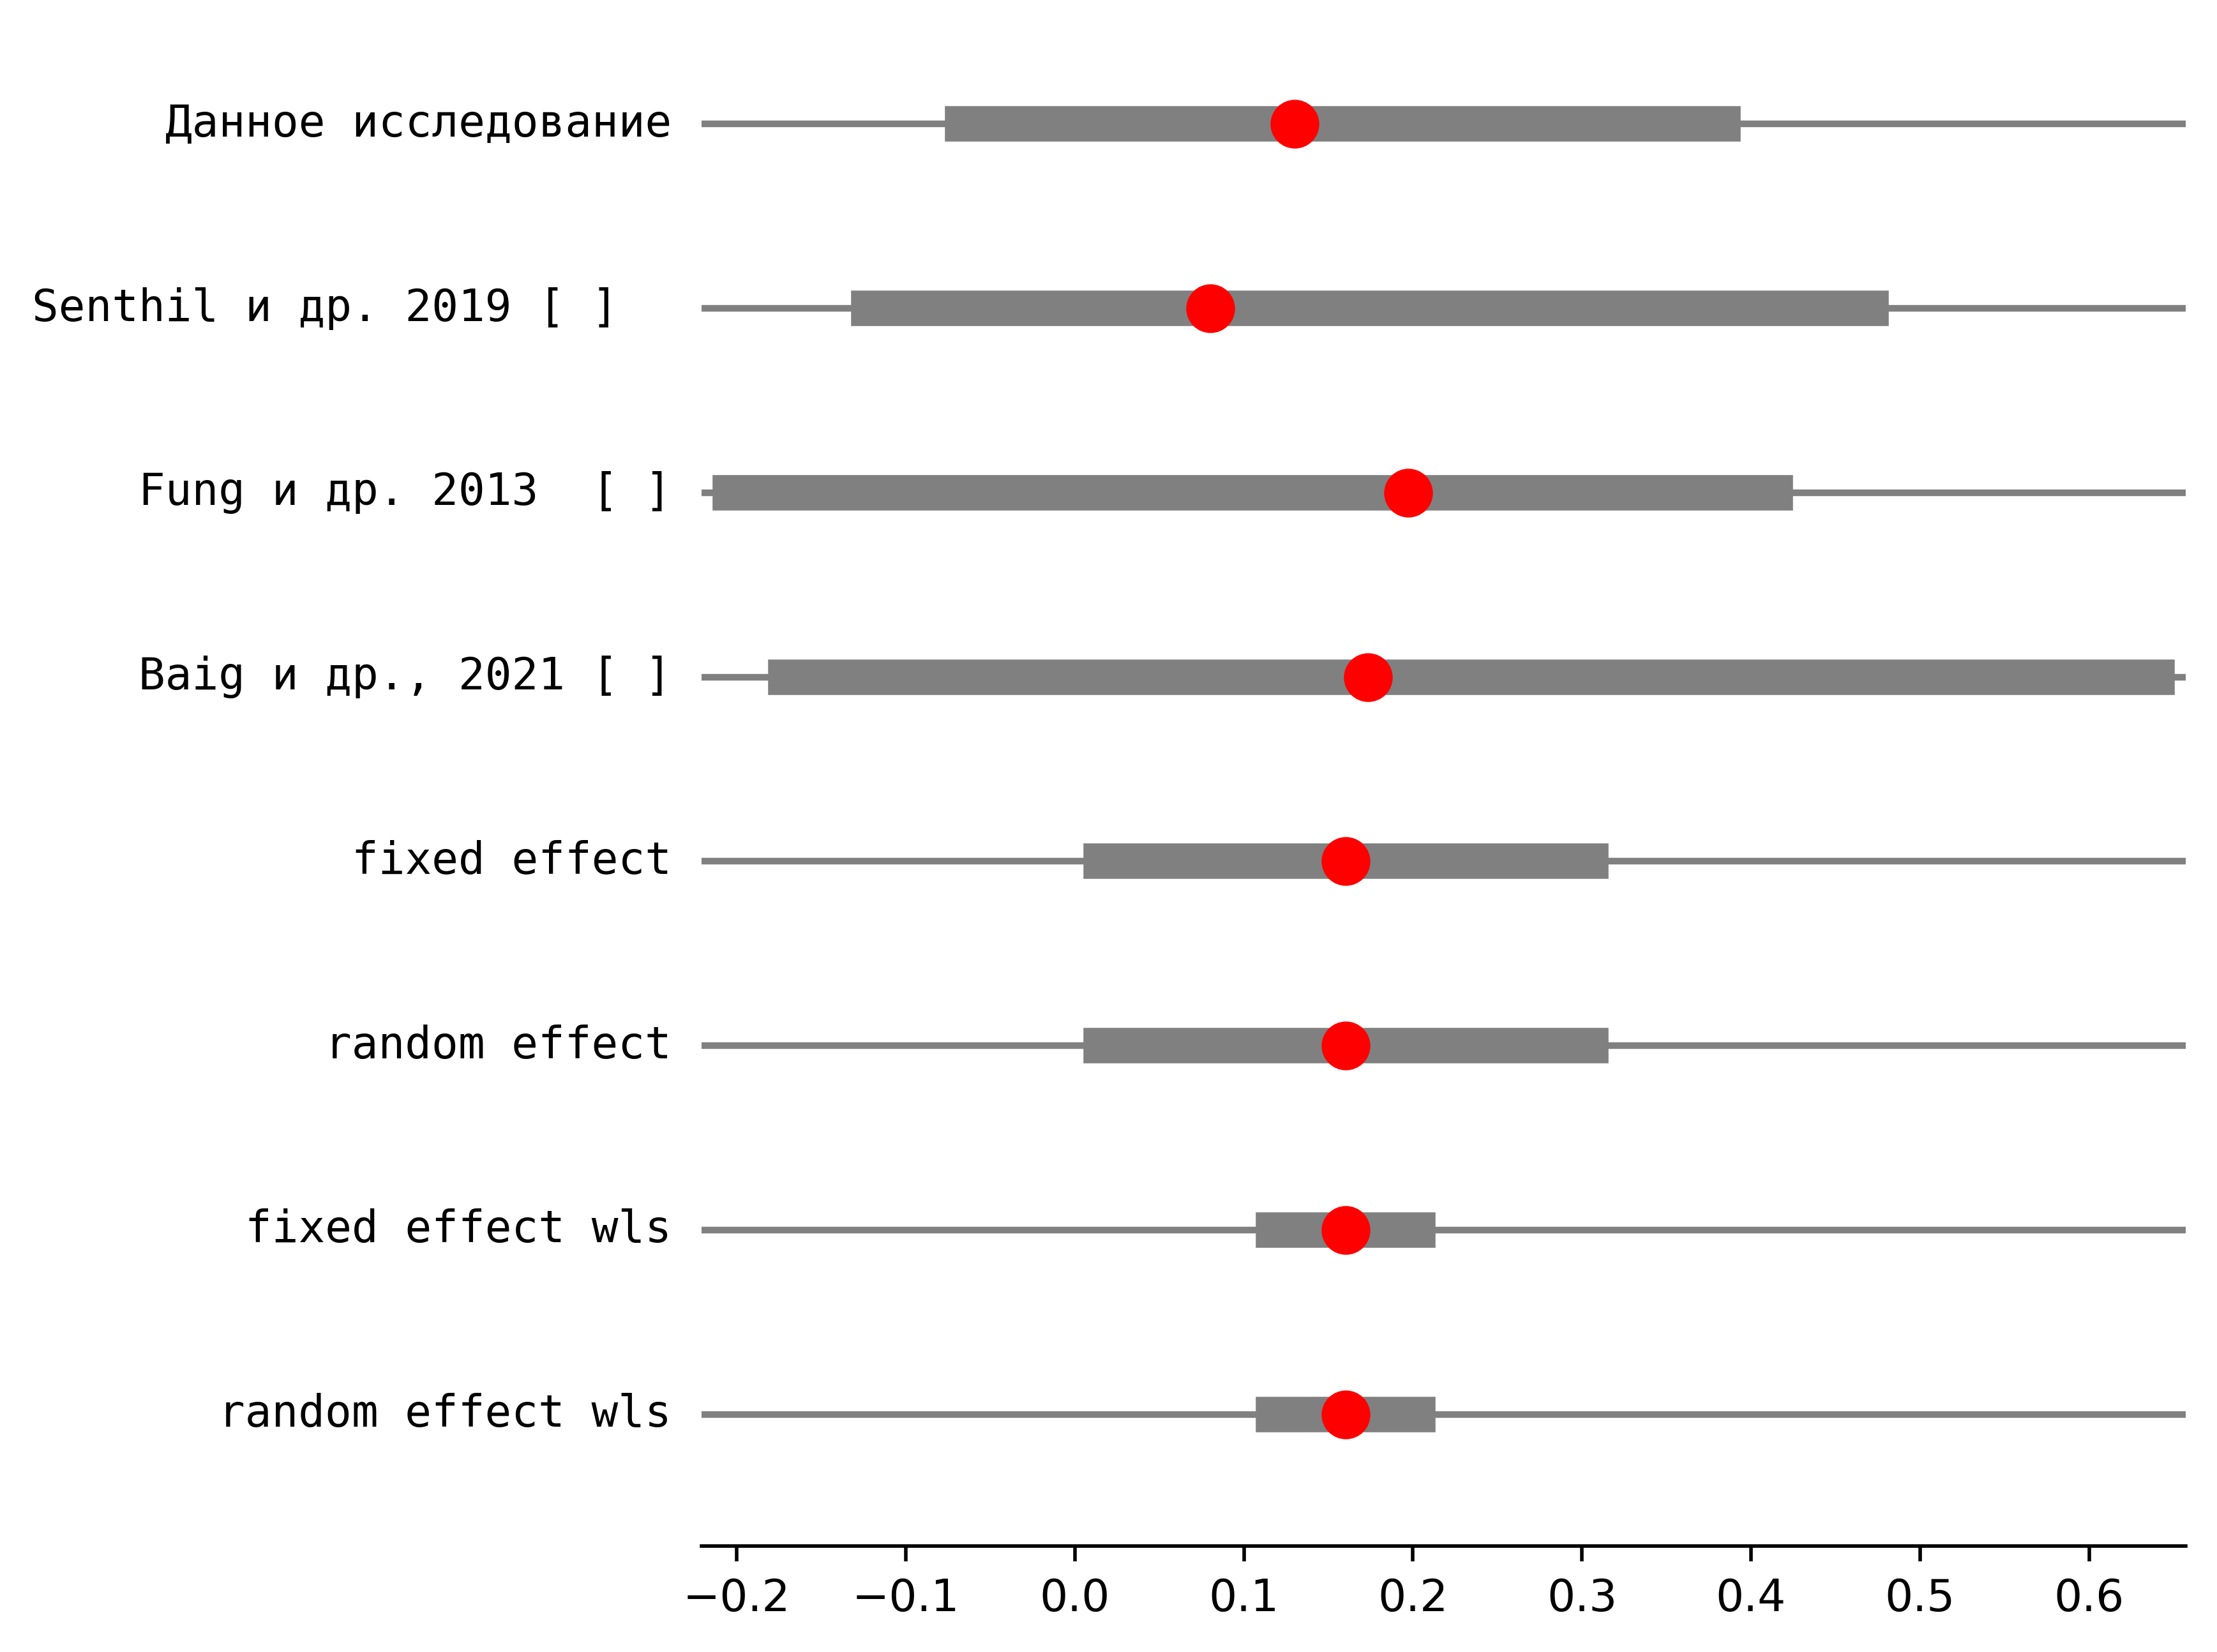 Данное исследование
Senthil и др. 2019 [ ]
Fung и др. 2013  [ ]
Baig и др., 2021 [ ]
fixed effect
random effect
fixed effect wls
random effect wls
−0.2 −0.1 0.0 0.1 0.2 0.3 0.4 0.5 0.6